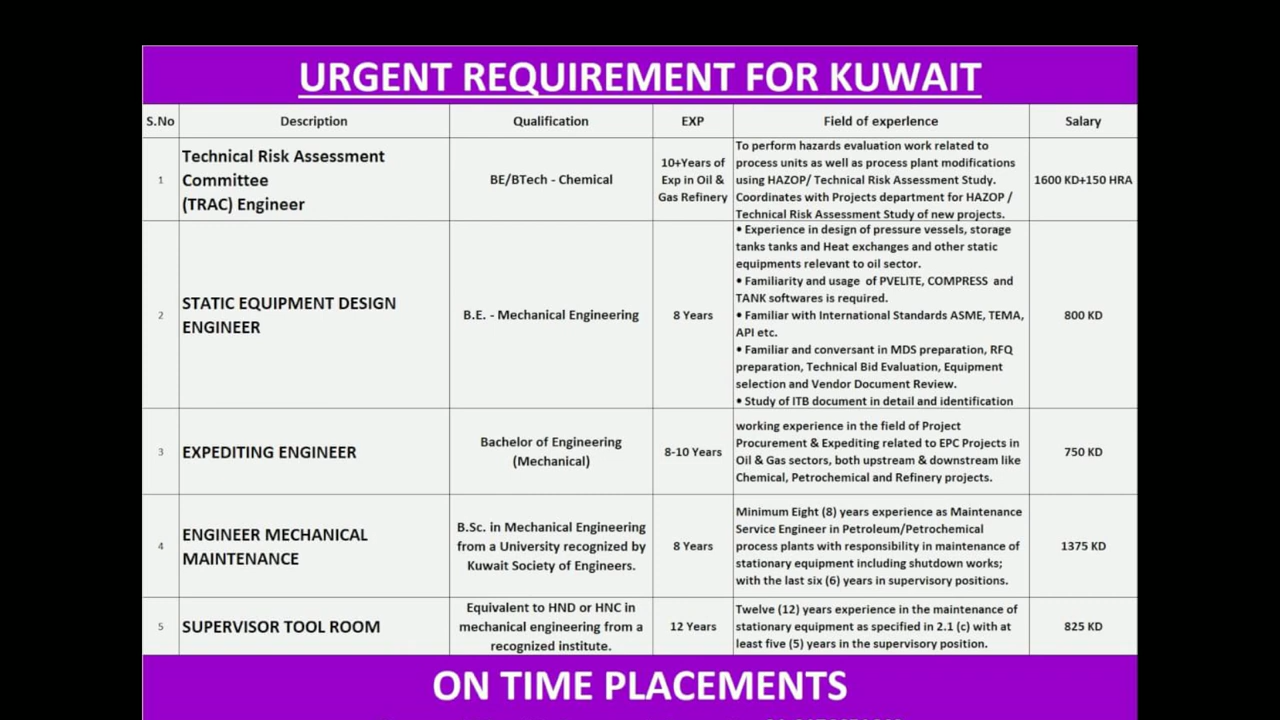 URGENT REQUIREMENT FOR KUWAIT
S.No Description Qualification EXP Field of experlence Salary
1
Technical Risk Assessment
Committee
(TRAC) Engineer
BE/BTech - Chemical
10+Years of
Exp in Oil &
Gas Refinery
To perform hazards evaluation work related to
process units as well as process plant modifications
using HAZOP/ Technical Risk Assessment Study.
Coordinates with Projects department for HAZOP /
Technical Risk Assessment Study of new projects.
1600 KD+150 HRA
2
STATIC EQUIPMENT DESIGN
ENGINEER
B.E. - Mechanical Engineering
8 Years
• Experience in design of pressure vessels, storage
tanks tanks and Heat exchanges and other static
equipments relevant to oil sector.
• Familiarity and usage of PVELITE, COMPRESS and
TANK softwares is required.
• Familiar with International Standards ASME, TEMA,
API etc.
• Familiar and conversant in MDS preparation, RFQ
preparation, Technical Bid Evaluation, Equipment
selection and Vendor Document Review.
• Study of ITB document in detail and identification
800 KD
3
EXPEDITING ENGINEER
Bachelor of Engineering
(Mechanical)
8-10 Years
working experience in the field of Project
Procurement & Expediting related to EPC Projects in
Oil & Gas sectors, both upstream & downstream like
Chemical, Petrochemical and Refinery projects.
750 KD
4
ENGINEER MECHANICAL
MAINTENANCE
B.Sc. in Mechanical Engineering
from a University recognized by
Kuwait Society of Engineers.
8 Years
Minimum Eight (8) years experience as Maintenance
Service Engineer in Petroleum/Petrochemical
process plants with responsibility in maintenance of
stationary equipment including shutdown works;
with the last six (6) years in supervisory positions.
1375 KD
5
SUPERVISOR TOOL ROOM
Equivalent to HND or HNC in
mechanical engineering from a
recognized institute.
12 Years
Twelve (12) years experience in the maintenance of
stationary equipment as specified in 2.1 (c) with at
least five (5) years in the supervisory position.
825 KD
ON TIME PLACEMENTS